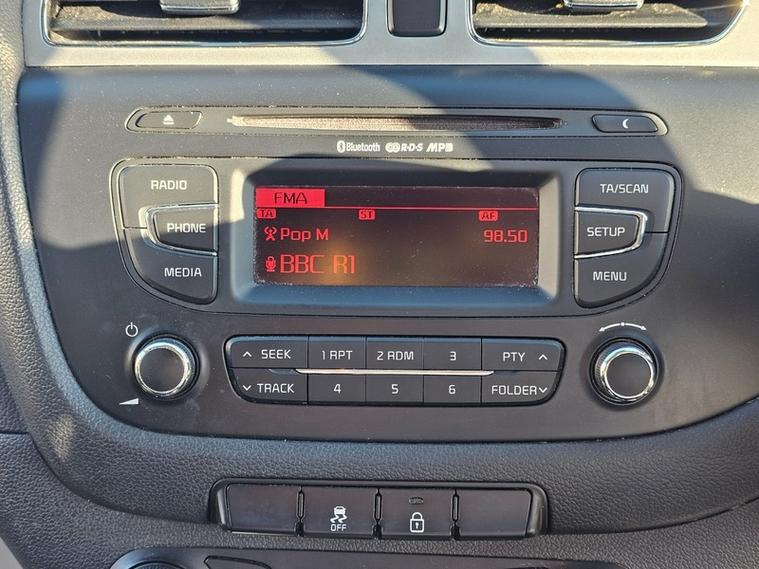 Bluetooth R·D·S MP3
RADIO
PHONE
MEDIA
FMA
TA ST AF
Pop M 98.50
BBC R1
TA/SCAN
SETUP
MENU
SEEK 1 RPT 2 RDM 3 PTY
TRACK 4 5 6 FOLDER
OFF